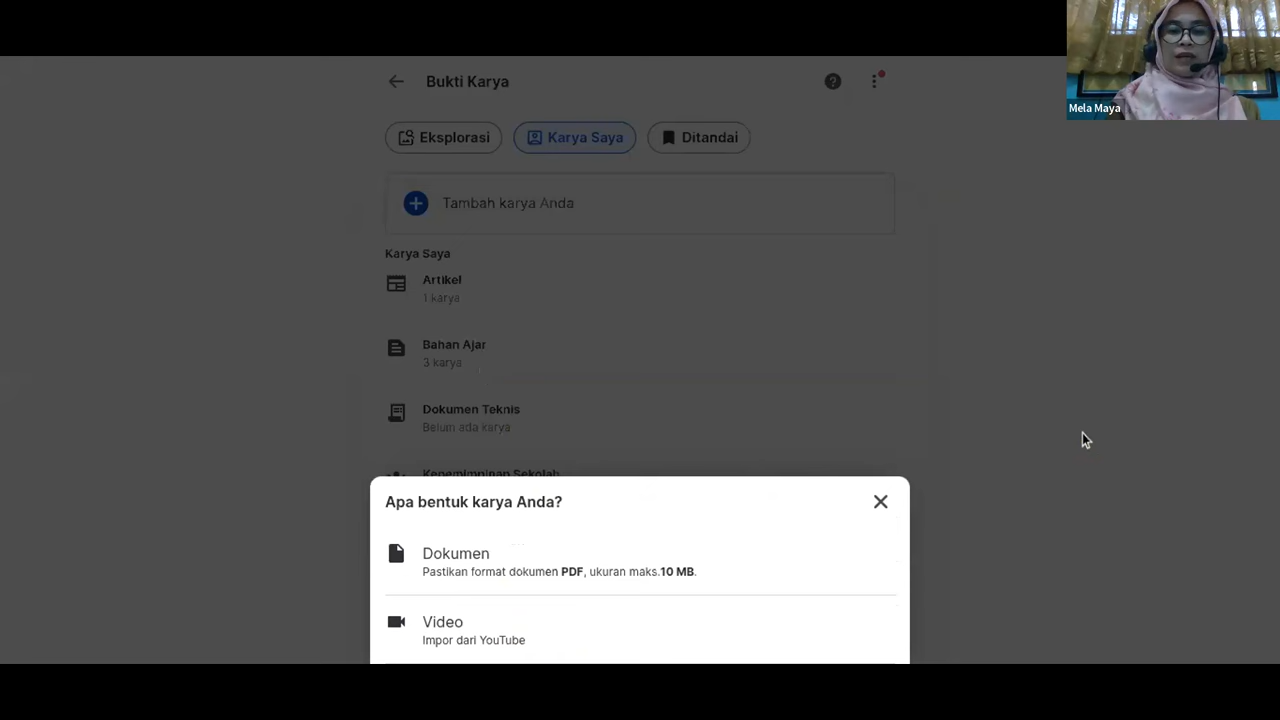 Mela Maya
Bukti Karya
Eksplorasi
Karya Saya
Ditandai
Tambah karya Anda
Karya Saya
Artikel
1 karya
Bahan Ajar
3 karya
Dokumen Teknis
Belum ada karya
Kepemimpinan Sekolah
Apa bentuk karya Anda?
Dokumen
Pastikan format dokumen PDF, ukuran maks.10 MB.
Video
Impor dari YouTube